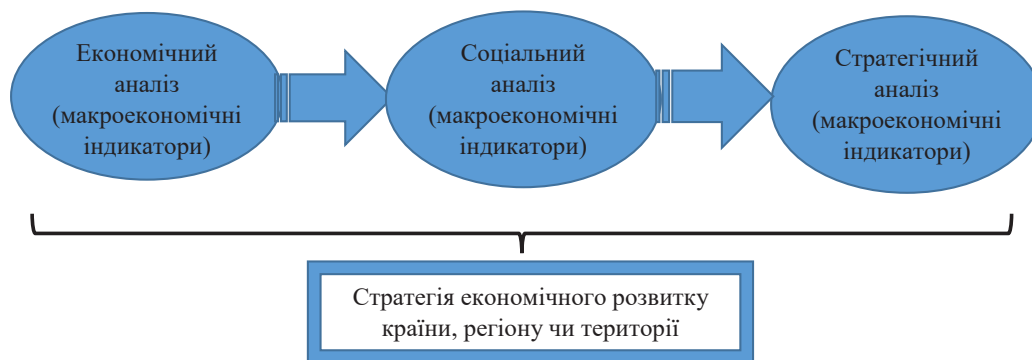 Економічний
аналіз
(макроекономічні
індикатори)
Соціальний
аналіз
(макроекономічні
індикатори)
Стратегічний
аналіз
(макроекономічні
індикатори)
Стратегія економічного розвитку
країни, регіону чи території